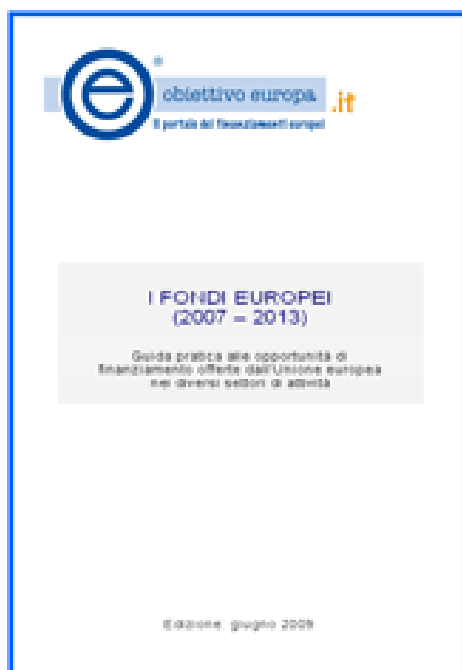 e®
obiettivo europa .it
Il portale dei finanziamenti europei
I FONDI EUROPEI
(2007 – 2013)
Guida pratica alle opportunità di
finanziamento offerte dall'Unione europea
nei diversi settori di attività
Edizione: giugno 2009